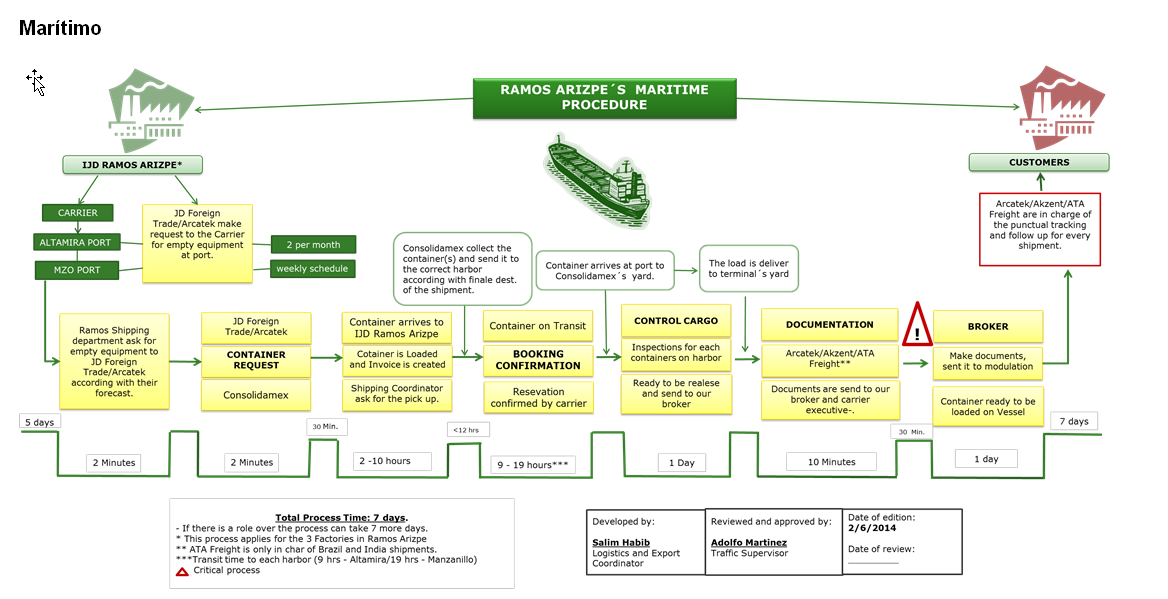 Marítimo
RAMOS ARIZPE´S MARITIME
PROCEDURE
IJD RAMOS ARIZPE*
CUSTOMERS
CARRIER
ALTAMIRA PORT
MZO PORT
JD Foreign
Trade/Arcatek make
request to the Carrier
for empty equipment
at port.
2 per month
weekly schedule
Consolidamex collect the
container(s) and send it to
the correct harbor
according with finale dest.
of the shipment.
Container arrives at port to
Consolidamex´s yard.
The load is deliver
to terminal´s yard
Arcatek/Akzent/ATA
Freight are in charge of
the punctual tracking
and follow up for every
shipment.
Ramos Shipping
department ask for
empty equipment to
JD Foreign
Trade/Arcatek
according with their
forecast.
JD Foreign
Trade/Arcatek
CONTAINER
REQUEST
Consolidamex
Container arrives to
IJD Ramos Arizpe
Cotainer is Loaded
and Invoice is created
Shipping Coordinator
ask for the pick up.
Container on Transit
BOOKING
CONFIRMATION
Resevation
confirmed by carrier
CONTROL CARGO
Inspections for each
containers on harbor
Ready to be realese
and send to our
broker
DOCUMENTATION
Arcatek/Akzent/ATA
Freight**
Documents are send to our
broker and carrier
executive-.
!
BROKER
Make documents,
sent it to modulation
Container ready to be
loaded on Vessel
5 days
2 Minutes
2 Minutes
30 Min.
2 -10 hours
<12 hrs
9 - 19 hours***
1 Day
10 Minutes
30 Min.
1 day
7 days
Total Process Time: 7 days.
- If there is a role over the process can take 7 more days.
* This process applies for the 3 Factories in Ramos Arizpe
** ATA Freight is only in char of Brazil and India shipments.
***Transit time to each harbor (9 hrs - Altamira/19 hrs - Manzanillo)
Critical process
Developed by:
Salim Habib
Logistics and Export
Coordinator
Reviewed and approved by:
Adolfo Martinez
Traffic Supervisor
Date of edition:
2/6/2014
Date of review:
__________